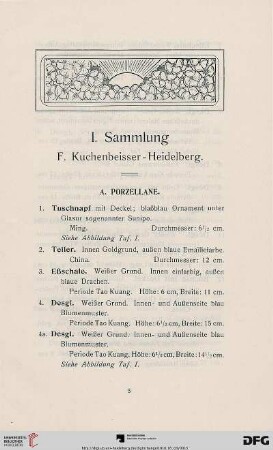 I. Sammlung
F. Kuchenbeisser-Heidelberg.
A. PORZELLANE.
1. Tuschnapf mit Deckel; blaßblau Ornament unter
Glasur sogenannter Sunipo.
Ming. Durchmesser: 6½ cm.
Siehe Abbildung Taf. I.
2. Teller. Innen Goldgrund, außen blaue Emaillefarbe.
China. Durchmesser: 12 cm.
3. Eßschale. Weißer Grund. Innen einfarbig, außen
blaue Drachen.
Periode Tao Kuang. Höhe: 6 cm, Breite: 11 cm.
4. Desgl. Weißer Grund. Innen- und Außenseite blau
Blumenmuster.
Periode Tao Kuang. Höhe: 6½ cm, Breite: 15 cm.
4a. Desgl. Weißer Grund. Innen- und Außenseite blau
Blumenmuster.
Periode Tao Kuang, Höhe: 6½ cm, Breite: 14½ cm.
Siehe Abbildung Taf. I.
3
UNIVERSITÄTS-
BIBLIOTHEK
HEIDELBERG
DFG